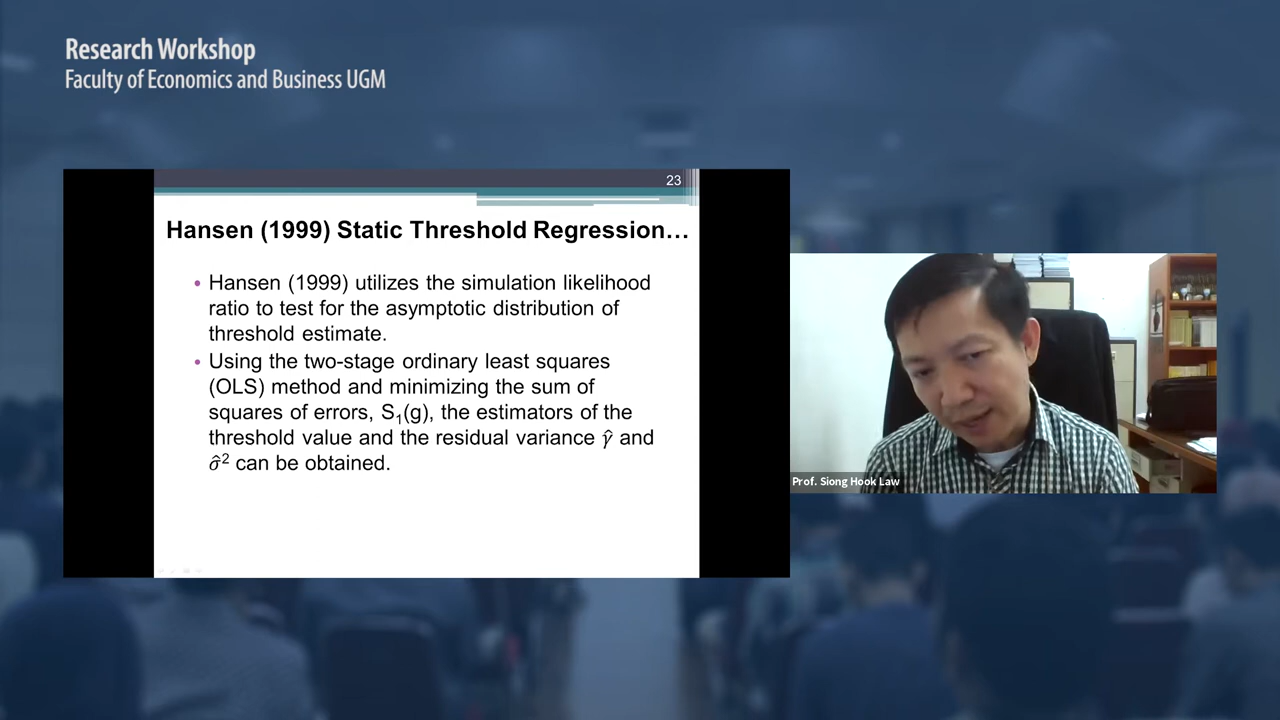 Research Workshop
Faculty of Economics and Business UGM
23
Hansen (1999) Static Threshold Regression…
• Hansen (1999) utilizes the simulation likelihood
ratio to test for the asymptotic distribution of
threshold estimate.
• Using the two-stage ordinary least squares
(OLS) method and minimizing the sum of
squares of errors, S₁(g), the estimators of the
threshold value and the residual variance γ̂ and
σ̂² can be obtained.
Prof. Siong Hook Law